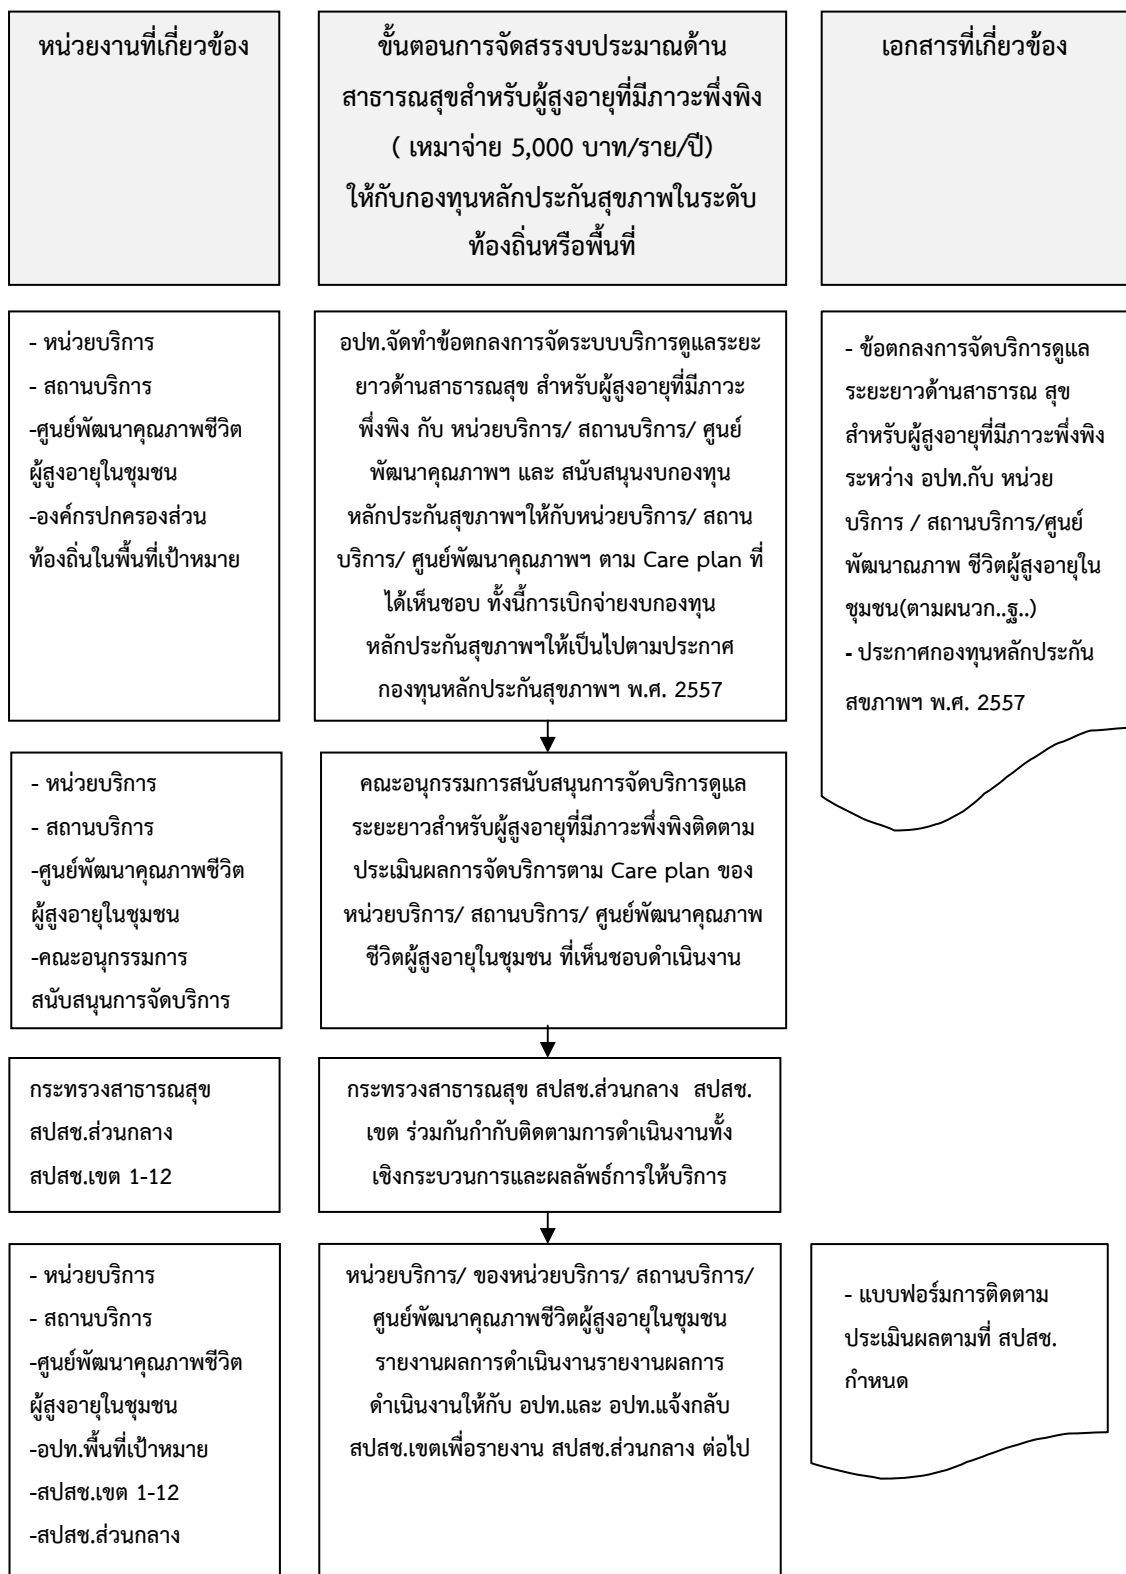 หน่วยงานที่เกี่ยวข้อง
ขั้นตอนการจัดสรรงบประมาณด้าน
สาธารณสุขสำหรับผู้สูงอายุที่มีภาวะพึ่งพิง
( เหมาจ่าย 5,000 บาท/ราย/ปี)
ให้กับกองทุนหลักประกันสุขภาพในระดับ
ท้องถิ่นหรือพื้นที่
เอกสารที่เกี่ยวข้อง
- หน่วยบริการ
- สถานบริการ
-ศูนย์พัฒนาคุณภาพชีวิต
ผู้สูงอายุในชุมชน
-องค์กรปกครองส่วน
ท้องถิ่นในพื้นที่เป้าหมาย
อปท.จัดทำข้อตกลงการจัดระบบบริการดูแลระยะ
ยาวด้านสาธารณสุข สำหรับผู้สูงอายุที่มีภาวะ
พึ่งพิง กับ หน่วยบริการ/ สถานบริการ/ ศูนย์
พัฒนาคุณภาพฯ และ สนับสนุนงบกองทุน
หลักประกันสุขภาพฯให้กับหน่วยบริการ/ สถาน
บริการ/ ศูนย์พัฒนาคุณภาพฯ ตาม Care plan ที่
ได้เห็นชอบ ทั้งนี้การเบิกจ่ายงบกองทุน
หลักประกันสุขภาพฯให้เป็นไปตามประกาศ
กองทุนหลักประกันสุขภาพฯ พ.ศ. 2557
- ข้อตกลงการจัดบริการดูแล
ระยะยาวด้านสาธารณ สุข
สำหรับผู้สูงอายุที่มีภาวะพึ่งพิง
ระหว่าง อปท.กับ หน่วย
บริการ / สถานบริการ/ศูนย์
พัฒนาณภาพ ชีวิตผู้สูงอายุใน
ชุมชน(ตามผนวก..ฐ..)
- ประกาศกองทุนหลักประกัน
สขภาพฯ พ.ศ. 2557
- หน่วยบริการ
- สถานบริการ
-ศูนย์พัฒนาคุณภาพชีวิต
ผู้สูงอายุในชุมชน
-คณะอนุกรรมการ
สนับสนุนการจัดบริการ
คณะอนุกรรมการสนับสนุนการจัดบริการดูแล
ระยะยาวสำหรับผู้สูงอายุที่มีภาวะพึ่งพิงติดตาม
ประเมินผลการจัดบริการตาม Care plan ของ
หน่วยบริการ/ สถานบริการ/ ศูนย์พัฒนาคุณภาพ
ชีวิตผู้สูงอายุในชุมชน ที่เห็นชอบดำเนินงาน
กระทรวงสาธารณสุข
สปสช.ส่วนกลาง
สปสช.เขต 1-12
กระทรวงสาธารณสุข สปสช.ส่วนกลาง สปสช.
เขต ร่วมกันกำกับติดตามการดำเนินงานทั้ง
เชิงกระบวนการและผลลัพธ์การให้บริการ
- หน่วยบริการ
- สถานบริการ
-ศูนย์พัฒนาคุณภาพชีวิต
ผู้สูงอายุในชุมชน
-อปท.พื้นที่เป้าหมาย
-สปสช.เขต 1-12
-สปสช.ส่วนกลาง
หน่วยบริการ/ ของหน่วยบริการ/ สถานบริการ/
ศูนย์พัฒนาคุณภาพชีวิตผู้สูงอายุในชุมชน
รายงานผลการดำเนินงานรายงานผลการ
ดำเนินงานให้กับ อปท.และ อปท.แจ้งกลับ
สปสช.เขตเพื่อรายงาน สปสช.ส่วนกลาง ต่อไป
- แบบฟอร์มการติดตาม
ประเมินผลตามที่ สปสช.
กำหนด